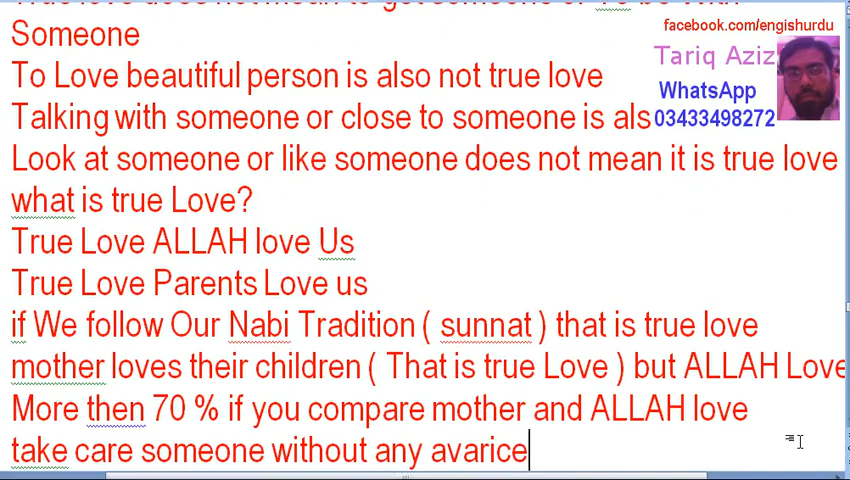 Someone
To Love beautiful person is also not true love
Talking with someone or close to someone is als
Look at someone or like someone does not mean it is true love
what is true Love?
True Love ALLAH love Us
True Love Parents Love us
if We follow Our Nabi Tradition ( sunnat ) that is true love
mother loves their children ( That is true Love ) but ALLAH Love
More then 70 % if you compare mother and ALLAH love
take care someone without any avarice
facebook.com/engishurdu
Tariq Aziz
WhatsApp
03433498272